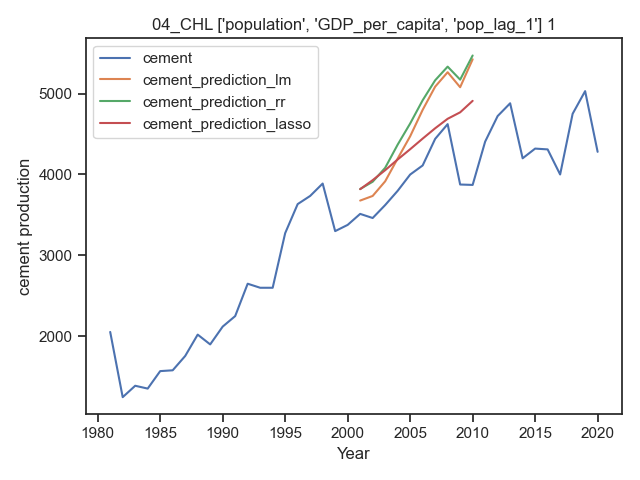 04_CHL ['population', 'GDP_per_capita', 'pop_lag_1'] 1
cement
cement_prediction_lm
cement_prediction_rr
cement_prediction_lasso
cement production
5000
4000
3000
2000
1980
1985
1990
1995
2000
2005
2010
2015
2020
Year